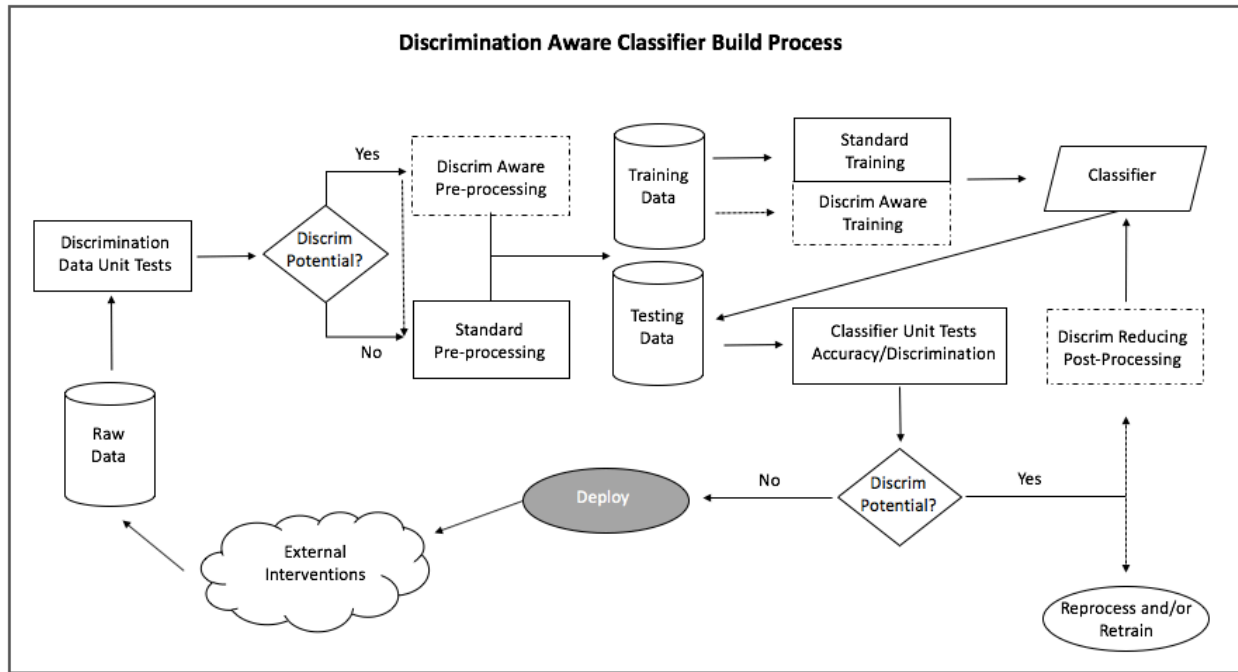 Discrimination Aware Classifier Build Process
Yes
Discrim Aware
Pre-processing
Training
Data
Standard
Training
Discrim Aware
Training
Classifier
Discrimination
Data Unit Tests
Discrim
Potential?
No
Standard
Pre-processing
Testing
Data
Classifier Unit Tests
Accuracy/Discrimination
Discrim Reducing
Post-Processing
Raw
Data
Deploy
No
Discrim
Potential?
Yes
External
Interventions
Reprocess and/or
Retrain